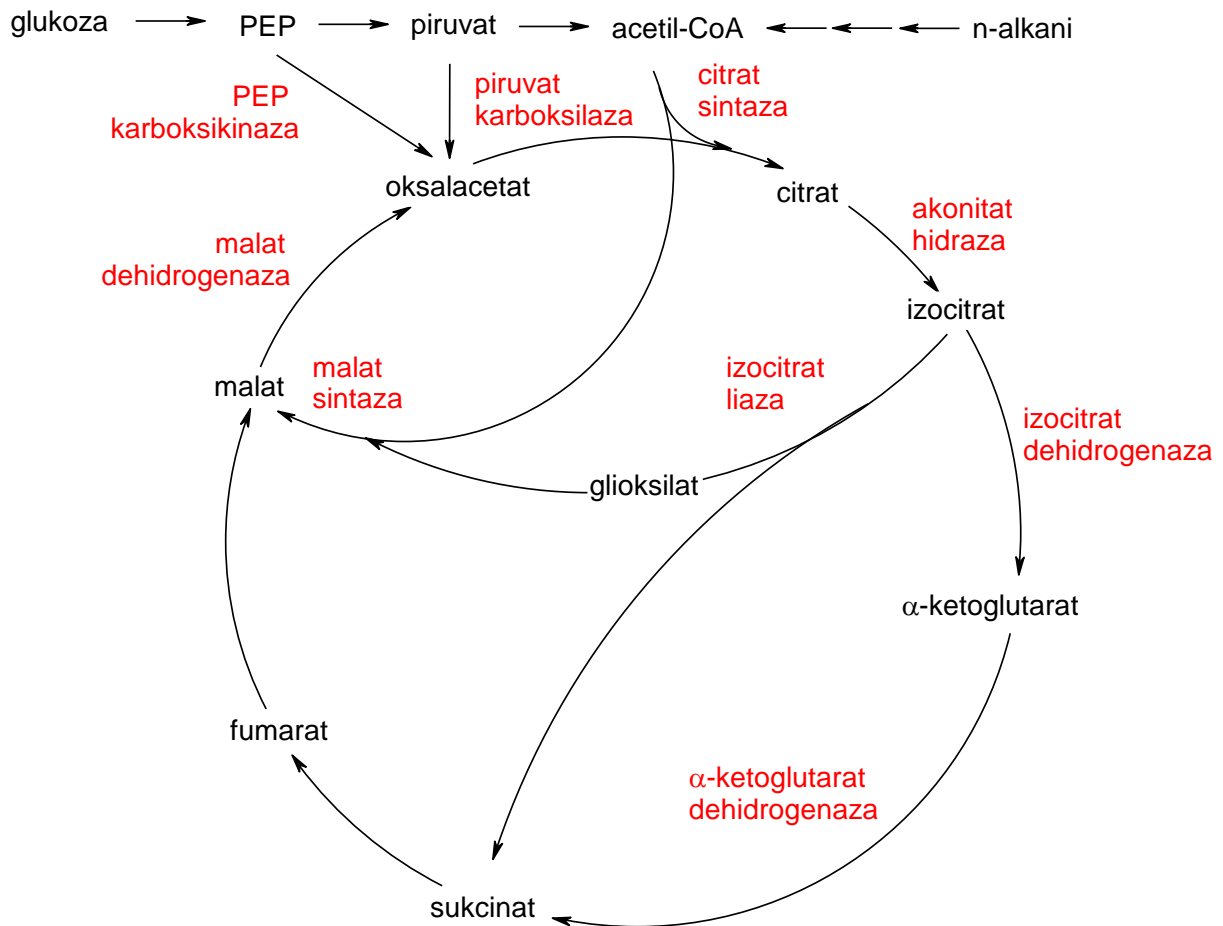 glukoza
PEP
piruvat
acetil-CoA
n-alkani
PEP
karboksikinaza
piruvat
karboksilaza
citrat
sintaza
oksalacetat
citrat
akonitat
hidraza
malat
dehidrogenaza
izocitrat
malat
malat
sintaza
izocitrat
liaza
izocitrat
dehidrogenaza
glioksilat
α-ketoglutarat
fumarat
α-ketoglutarat
dehidrogenaza
sukcinat